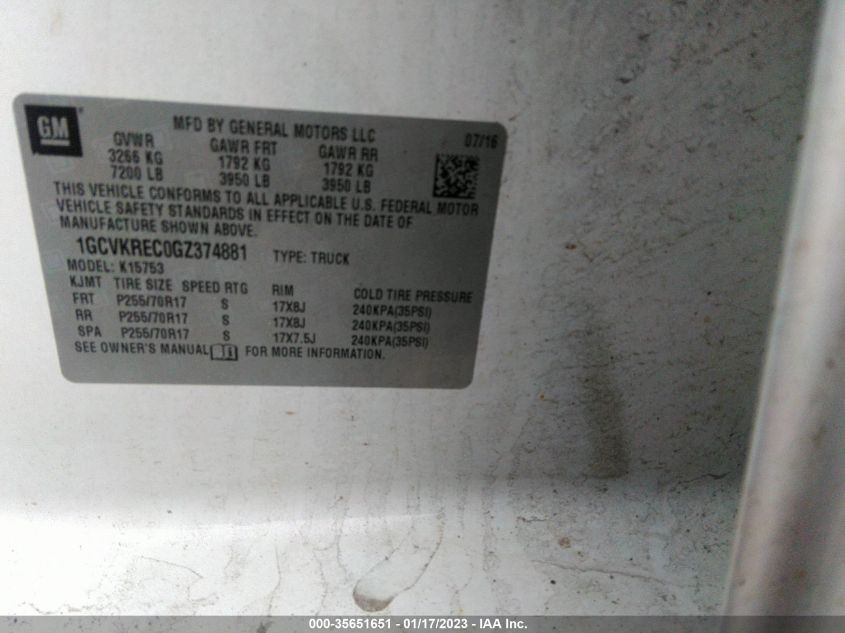 GM
MFD BY GENERAL MOTORS LLC 07/16
GVWR GAWR FRT GAWR RR
3266 KG 1792 KG 1792 KG
7200 LB 3950 LB 3950 LB
THIS VEHICLE CONFORMS TO ALL APPLICABLE U.S. FEDERAL MOTOR
VEHICLE SAFETY STANDARDS IN EFFECT ON THE DATE OF
MANUFACTURE SHOWN ABOVE.
1GCVKREC0GZ374881 TYPE: TRUCK
MODEL: K15753
KJMT TIRE SIZE SPEED RTG RIM COLD TIRE PRESSURE
FRT P255/70R17 S 17X8J 240KPA(35PSI)
RR P255/70R17 S 17X8J 240KPA(35PSI)
SPA P255/70R17 S 17X7.5J 240KPA(35PSI)
SEE OWNER'S MANUAL FOR MORE INFORMATION.
000-35651651 - 01/17/2023 - IAA Inc.